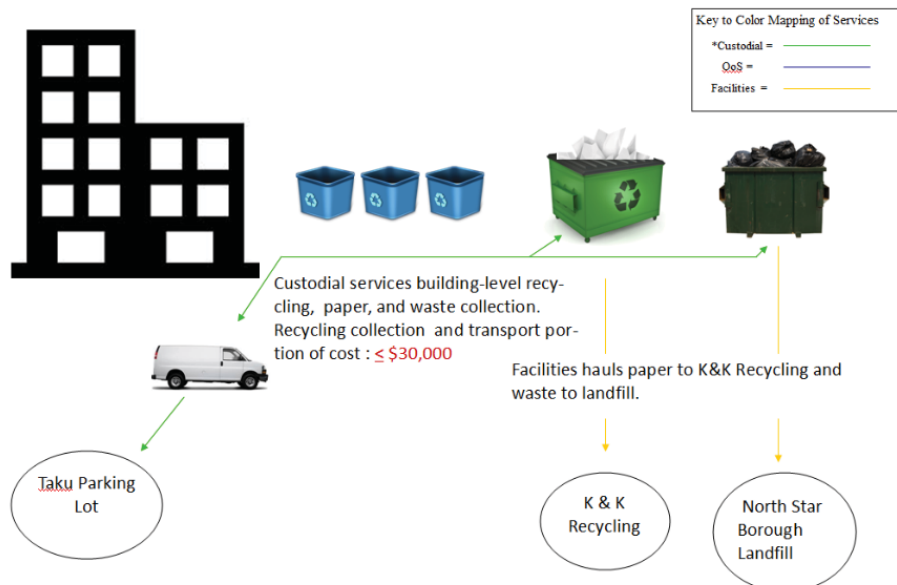 Key to Color Mapping of Services
*Custodial =
OoS =
Facilities =
Custodial services building-level recy-
cling, paper, and waste collection.
Recycling collection and transport por-
tion of cost : ≤ $30,000
Facilities hauls paper to K&K Recycling and
waste to landfill.
Taku Parking
Lot
K & K
Recycling
North Star
Borough
Landfill